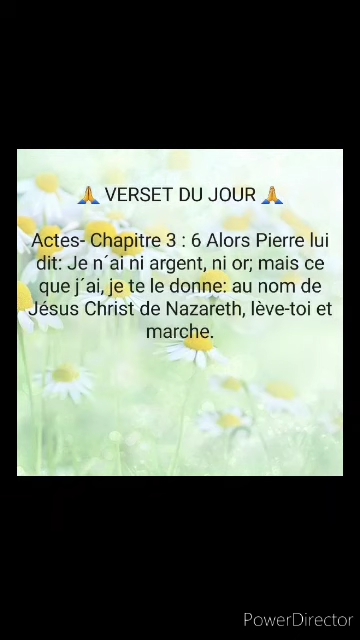 🙏 VERSET DU JOUR 🙏
Actes- Chapitre 3 : 6 Alors Pierre lui
dit: Je n´ai ni argent, ni or; mais ce
que j´ai, je te le donne: au nom de
Jésus Christ de Nazareth, lève-toi et
marche.
PowerDirector